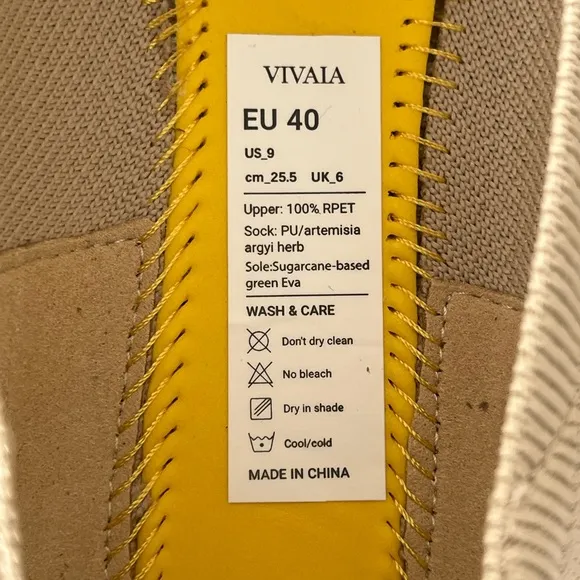 VIVAIA
EU 40
US_9
cm_25.5 UK_6
Upper: 100% RPET
Sock: PU/artemisia
argyi herb
Sole:Sugarcane-based
green Eva
WASH & CARE
Don't dry clean
No bleach
Dry in shade
Cool/cold
MADE IN CHINA